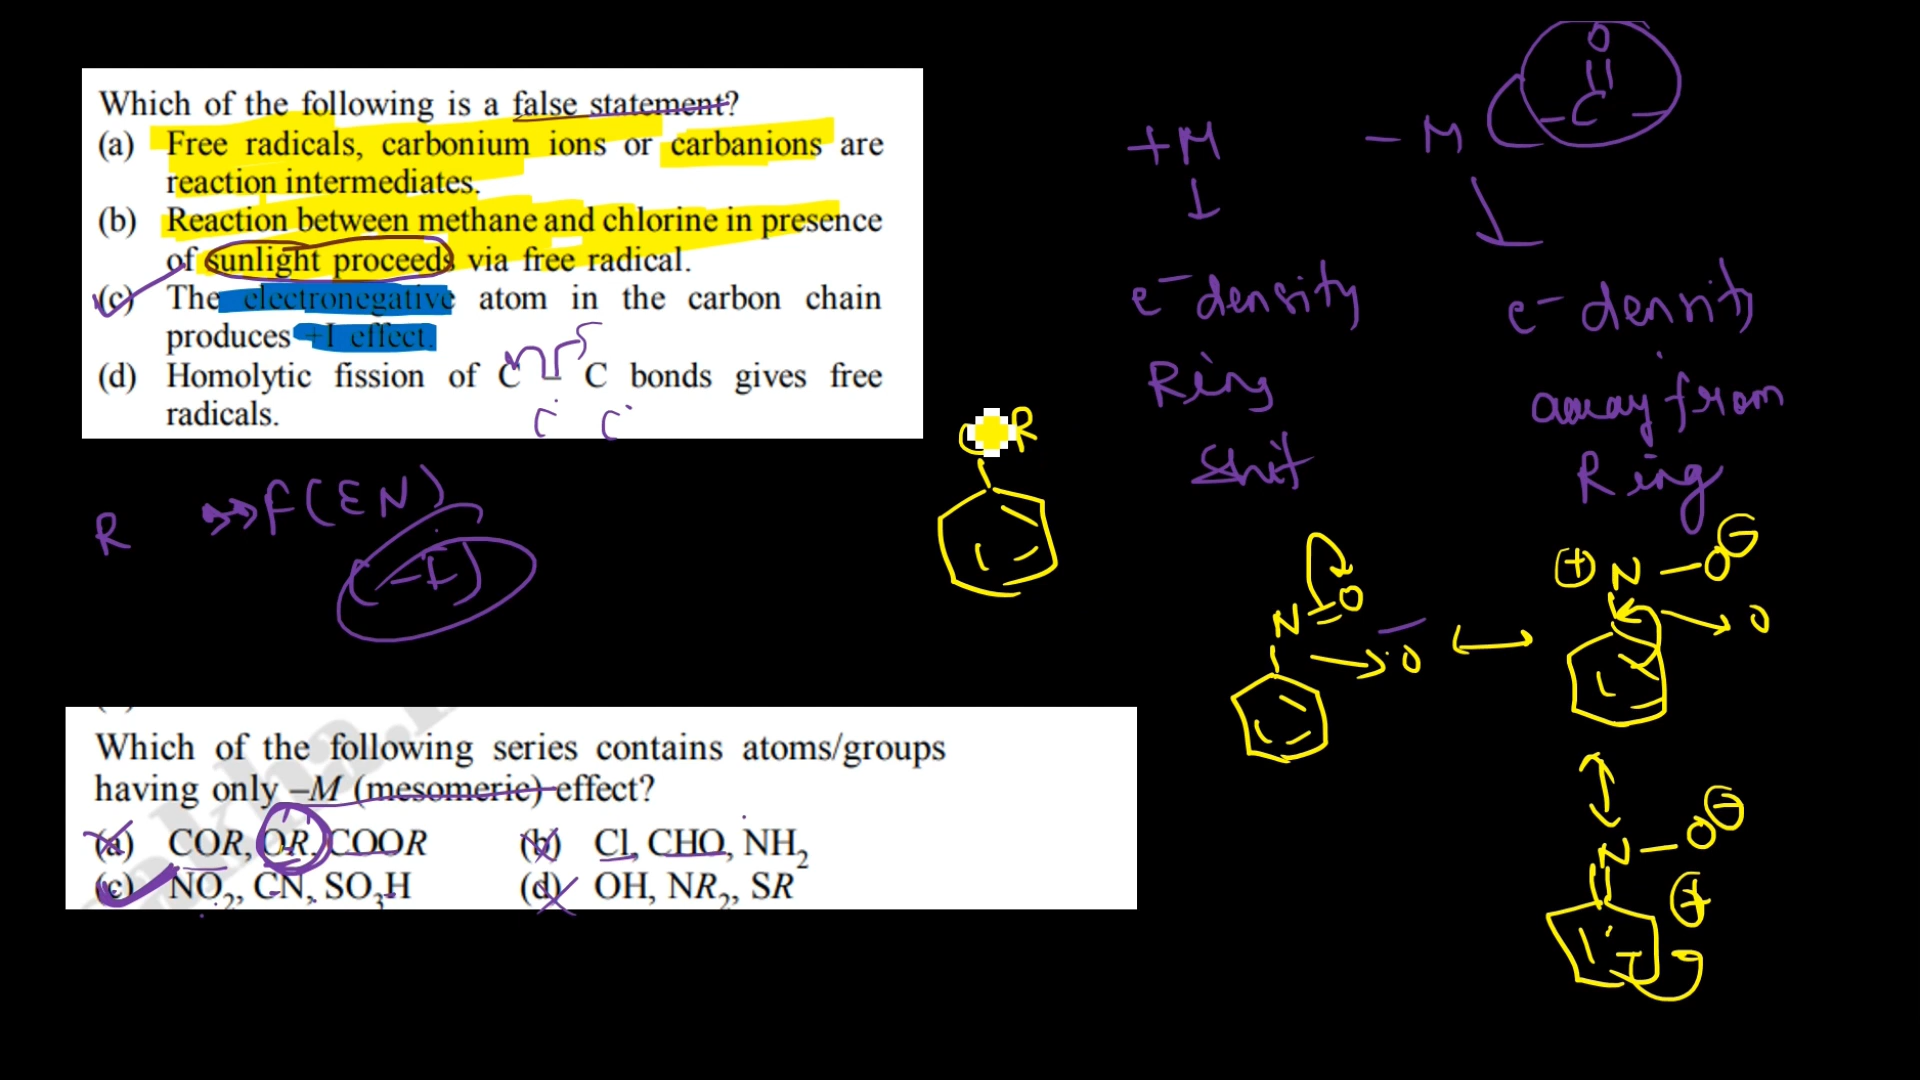 Which of the following is a false statement?
(a) Free radicals, carbonium ions or carbanions are
reaction intermediates.
(b) Reaction between methane and chlorine in presence
of sunlight proceeds via free radical.
(c) The electronegative atom in the carbon chain
produces +I effect.
(d) Homolytic fission of C – C bonds gives free
radicals.
C· C·
R →→ F(EN)
(-I)
Which of the following series contains atoms/groups
having only –M (mesomeric) effect?
(a) COR, OR, COOR (b) Cl, CHO, NH₂
(c) NO₂, CN, SO₃H (d) OH, NR₂, SR
R
+M
↓
e⁻ density
Ring
shit
- M
O
||
-C-
e⁻ densit
away from
Ring
N = O
→ O
↔
⊕ N - O⊖
→ O
↕
N - O⊖
⊕